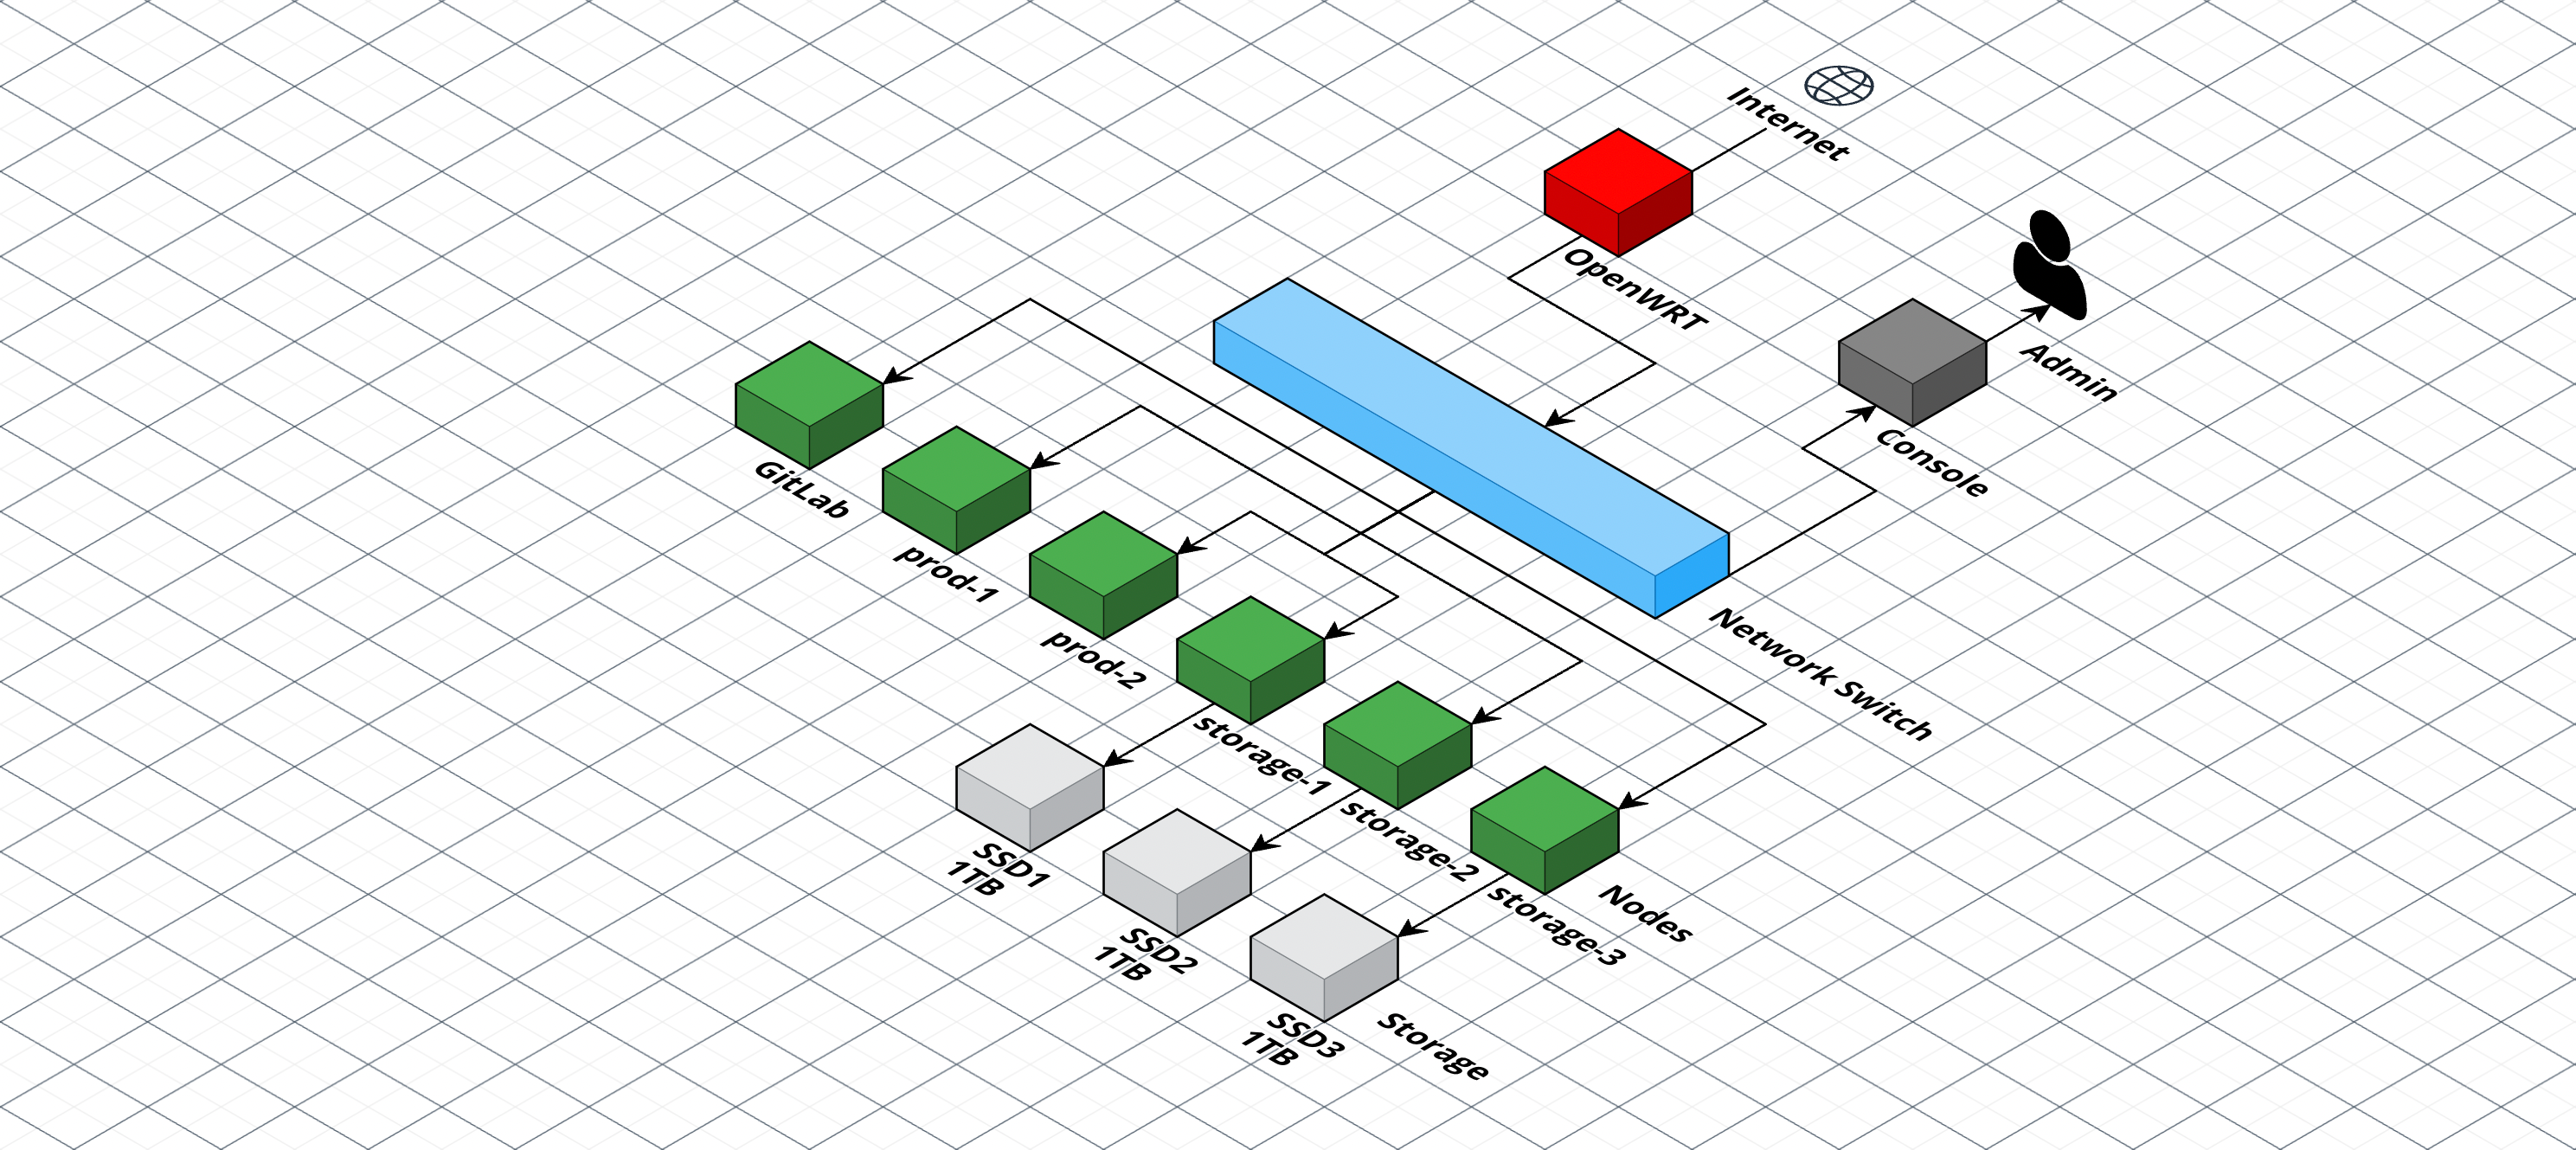 Internet
OpenWRT
Admin
Console
Network Switch
GitLab
prod-1
prod-2
storage-1
storage-2
storage-3
Nodes
SSD1
1TB
SSD2
1TB
SSD3
1TB
Storage